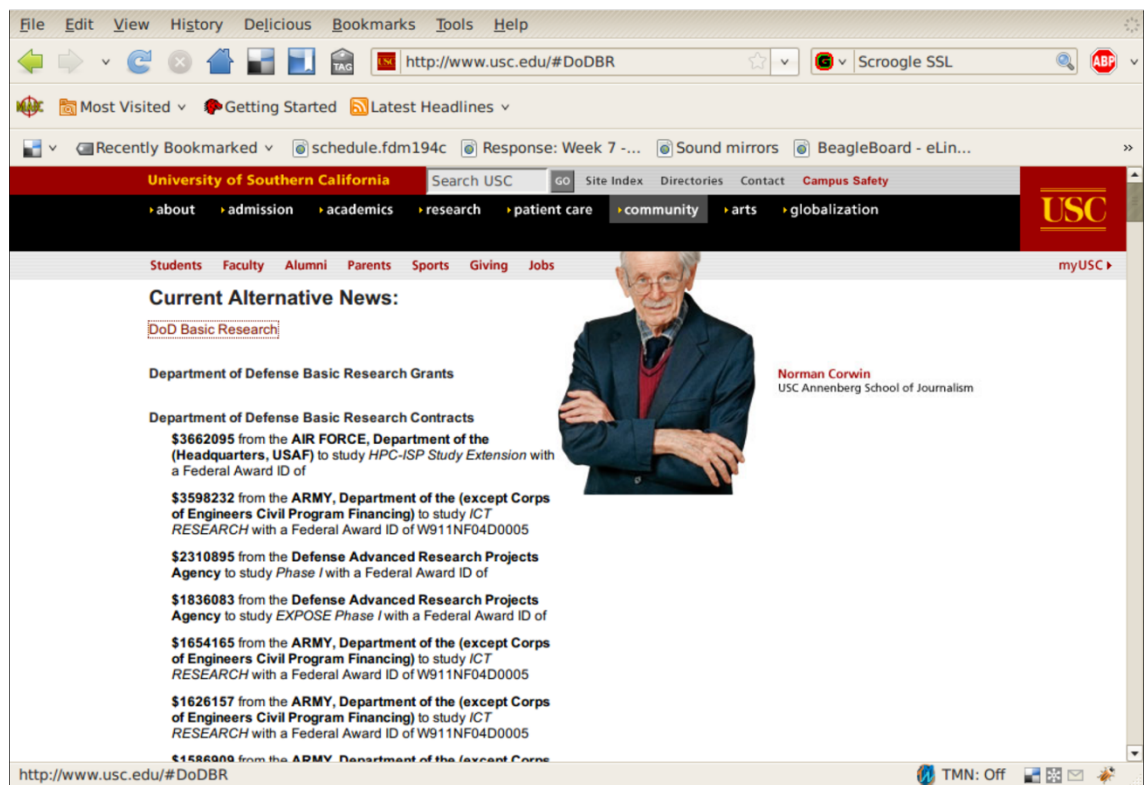 File Edit View History Delicious Bookmarks Tools Help
TAG USC http://www.usc.edu/#DoDBR Scroogle SSL ABP
Most Visited Getting Started Latest Headlines
Recently Bookmarked schedule.fdm194c Response: Week 7 -... Sound mirrors BeagleBoard - eLin... »
University of Southern California Search USC GO Site Index Directories Contact Campus Safety
about admission academics research patient care community arts globalization USC
Students Faculty Alumni Parents Sports Giving Jobs myUSC
Current Alternative News:
DoD Basic Research
Department of Defense Basic Research Grants
Norman Corwin
USC Annenberg School of Journalism
Department of Defense Basic Research Contracts
$3662095 from the AIR FORCE, Department of the
(Headquarters, USAF) to study HPC-ISP Study Extension with
a Federal Award ID of
$3598232 from the ARMY, Department of the (except Corps
of Engineers Civil Program Financing) to study ICT
RESEARCH with a Federal Award ID of W911NF04D0005
$2310895 from the Defense Advanced Research Projects
Agency to study Phase I with a Federal Award ID of
$1836083 from the Defense Advanced Research Projects
Agency to study EXPOSE Phase I with a Federal Award ID of
$1654165 from the ARMY, Department of the (except Corps
of Engineers Civil Program Financing) to study ICT
RESEARCH with a Federal Award ID of W911NF04D0005
$1626157 from the ARMY, Department of the (except Corps
of Engineers Civil Program Financing) to study ICT
RESEARCH with a Federal Award ID of W911NF04D0005
$1586909 from the ARMY, Department of the (except Corps
http://www.usc.edu/#DoDBR TMN: Off